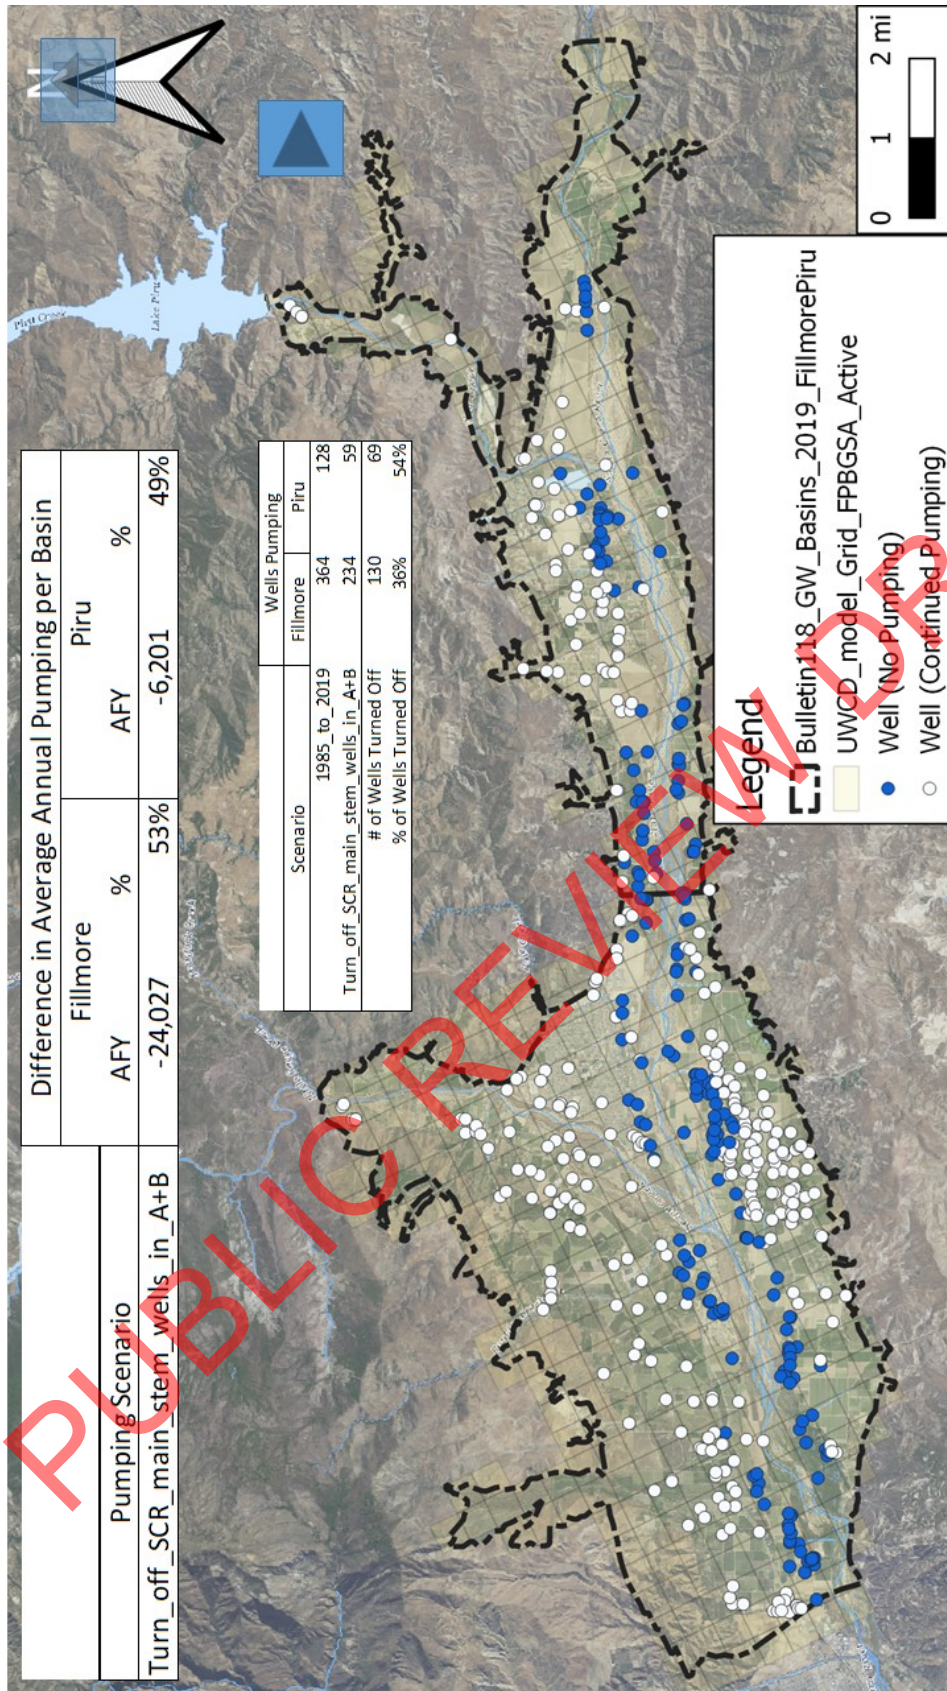 Difference in Average Annual Pumping per Basin
Fillmore Piru
Pumping Scenario AFY % AFY %
Turn_off_SCR_main_stem_wells_in_A+B -24,027 53% -6,201 49%
Wells Pumping
Scenario Fillmore Piru
1985_to_2019 364 128
Turn_off_SCR_main_stem_wells_in_A+B 234 59
# of Wells Turned Off 130 69
% of Wells Turned Off 36% 54%
N
Piru Creek
Lake Piru
PUBLIC REVIEW DR
Legend
Bulletin118_GW_Basins_2019_FillmorePiru
UWCD_model_Grid_FPBGSA_Active
Well (No Pumping)
Well (Continued Pumping)
0 1 2 mi